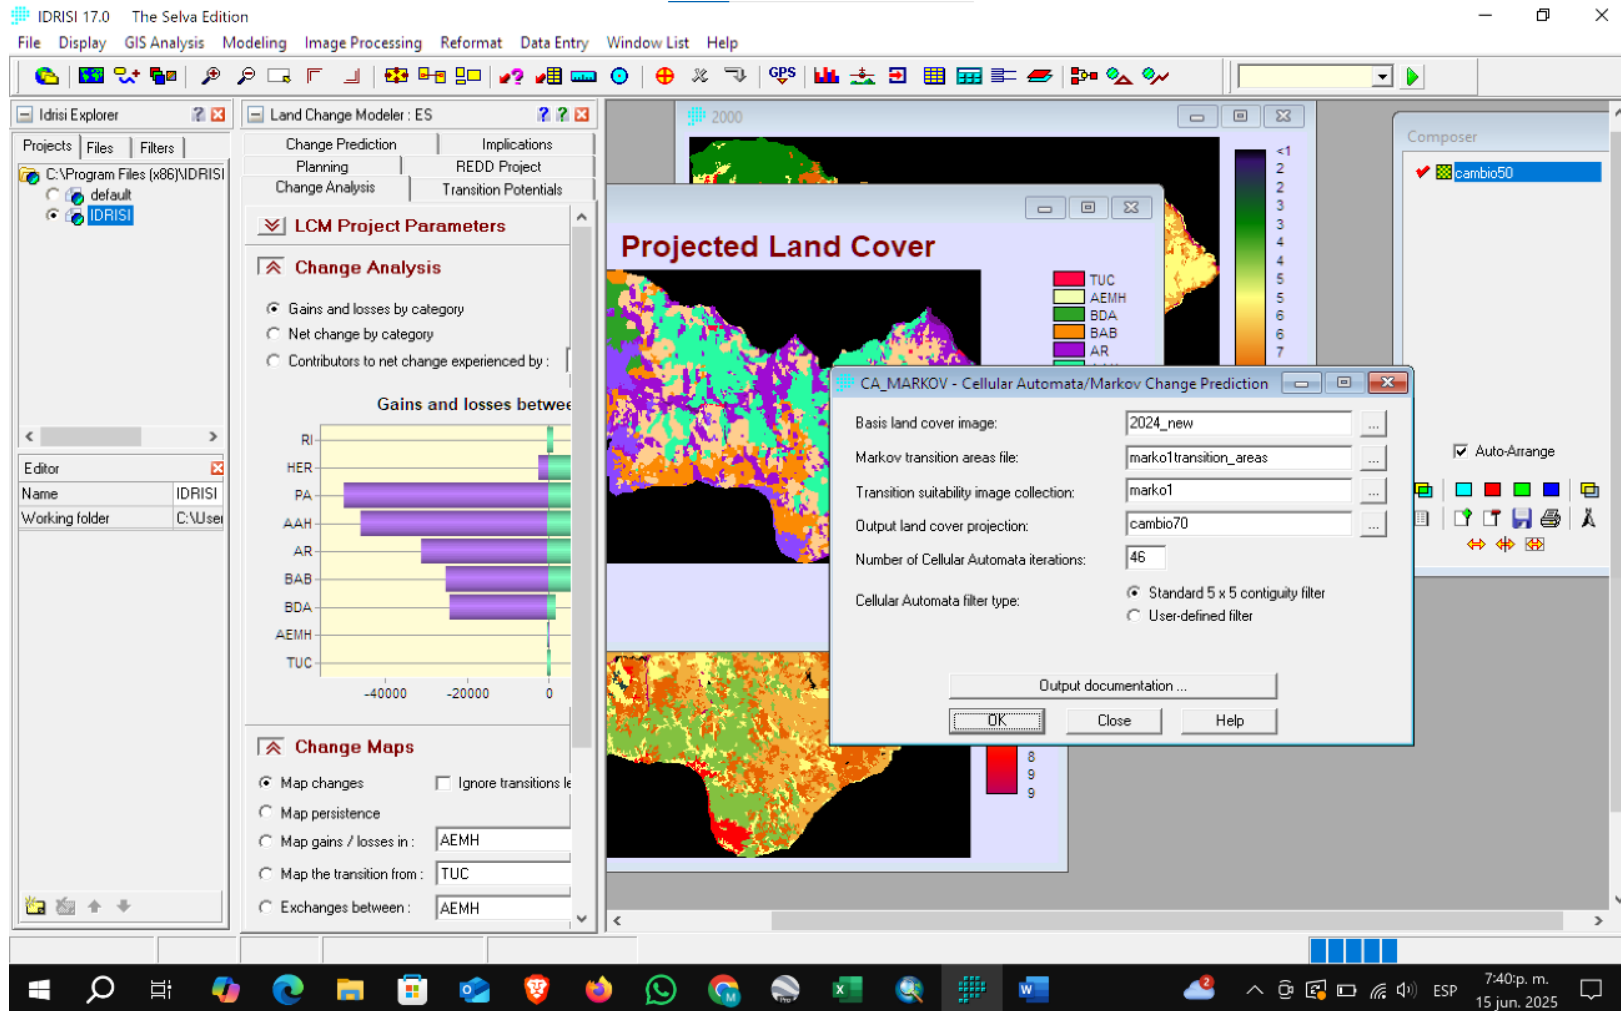 IDRISI 17.0 The Selva Edition
File Display GIS Analysis Modeling Image Processing Reformat Data Entry Window List Help
GPS
Idrisi Explorer
Projects Files Filters
C:\Program Files (x86)\IDRISI
default
IDRISI
Editor
Name IDRISI
Working folder C:\User
Land Change Modeler : ES
Change Prediction Implications
Planning REDD Project
Change Analysis Transition Potentials
LCM Project Parameters
Change Analysis
Gains and losses by category
Net change by category
Contributors to net change experienced by :
Gains and losses betwee
RI
HER
PA
AAH
AR
BAB
BDA
AEMH
TUC
-40000 -20000 0
Change Maps
Map changes Ignore transitions le
Map persistence
Map gains / losses in : AEMH
Map the transition from : TUC
Exchanges between : AEMH
2000
<1
2
2
3
3
4
4
5
5
6
6
7
Projected Land Cover
TUC
AEMH
BDA
BAB
AR
8
9
9
CA_MARKOV - Cellular Automata/Markov Change Prediction
Basis land cover image: 2024_new ...
Markov transition areas file: marko1transition_areas ...
Transition suitability image collection: marko1 ...
Output land cover projection: cambio70 ...
Number of Cellular Automata iterations: 46
Cellular Automata filter type: Standard 5 x 5 contiguity filter
User-defined filter
Output documentation ...
OK Close Help
Composer
cambio50
Auto-Arrange
2
ESP
7:40:p. m.
15 jun. 2025